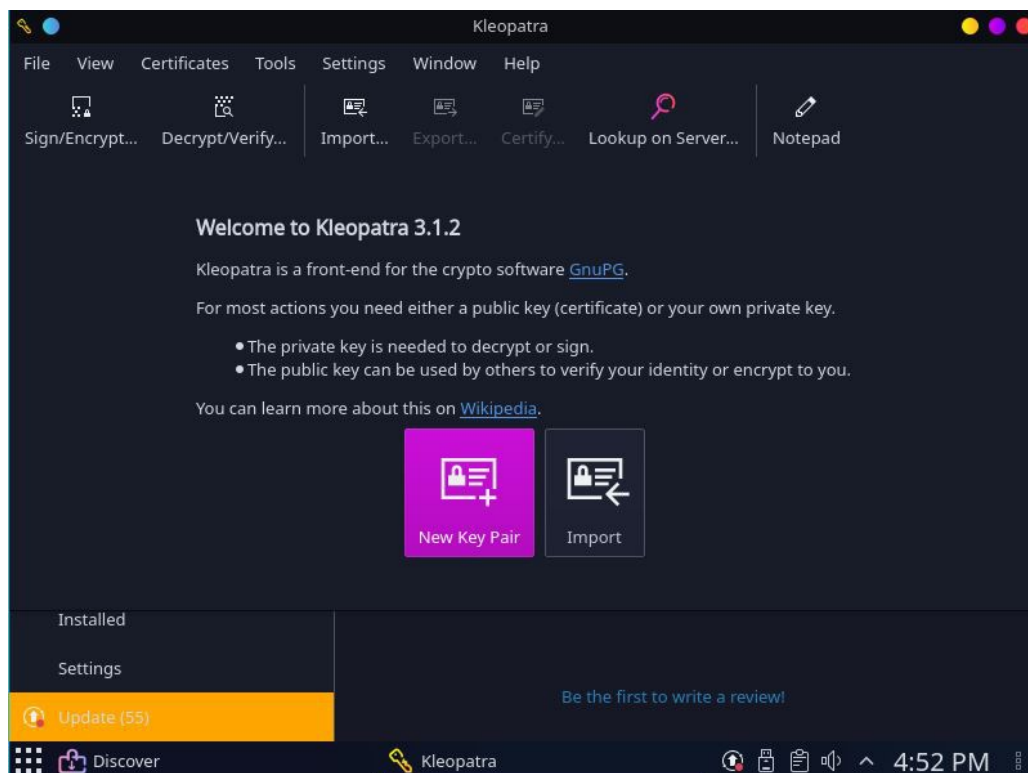 Kleopatra
File View Certificates Tools Settings Window Help
Sign/Encrypt... Decrypt/Verify... Import... Export... Certify... Lookup on Server... Notepad
Welcome to Kleopatra 3.1.2
Kleopatra is a front-end for the crypto software GnuPG.
For most actions you need either a public key (certificate) or your own private key.
• The private key is needed to decrypt or sign.
• The public key can be used by others to verify your identity or encrypt to you.
You can learn more about this on Wikipedia.
New Key Pair Import
Installed
Settings
Be the first to write a review!
Update (55)
Discover Kleopatra 4:52 PM